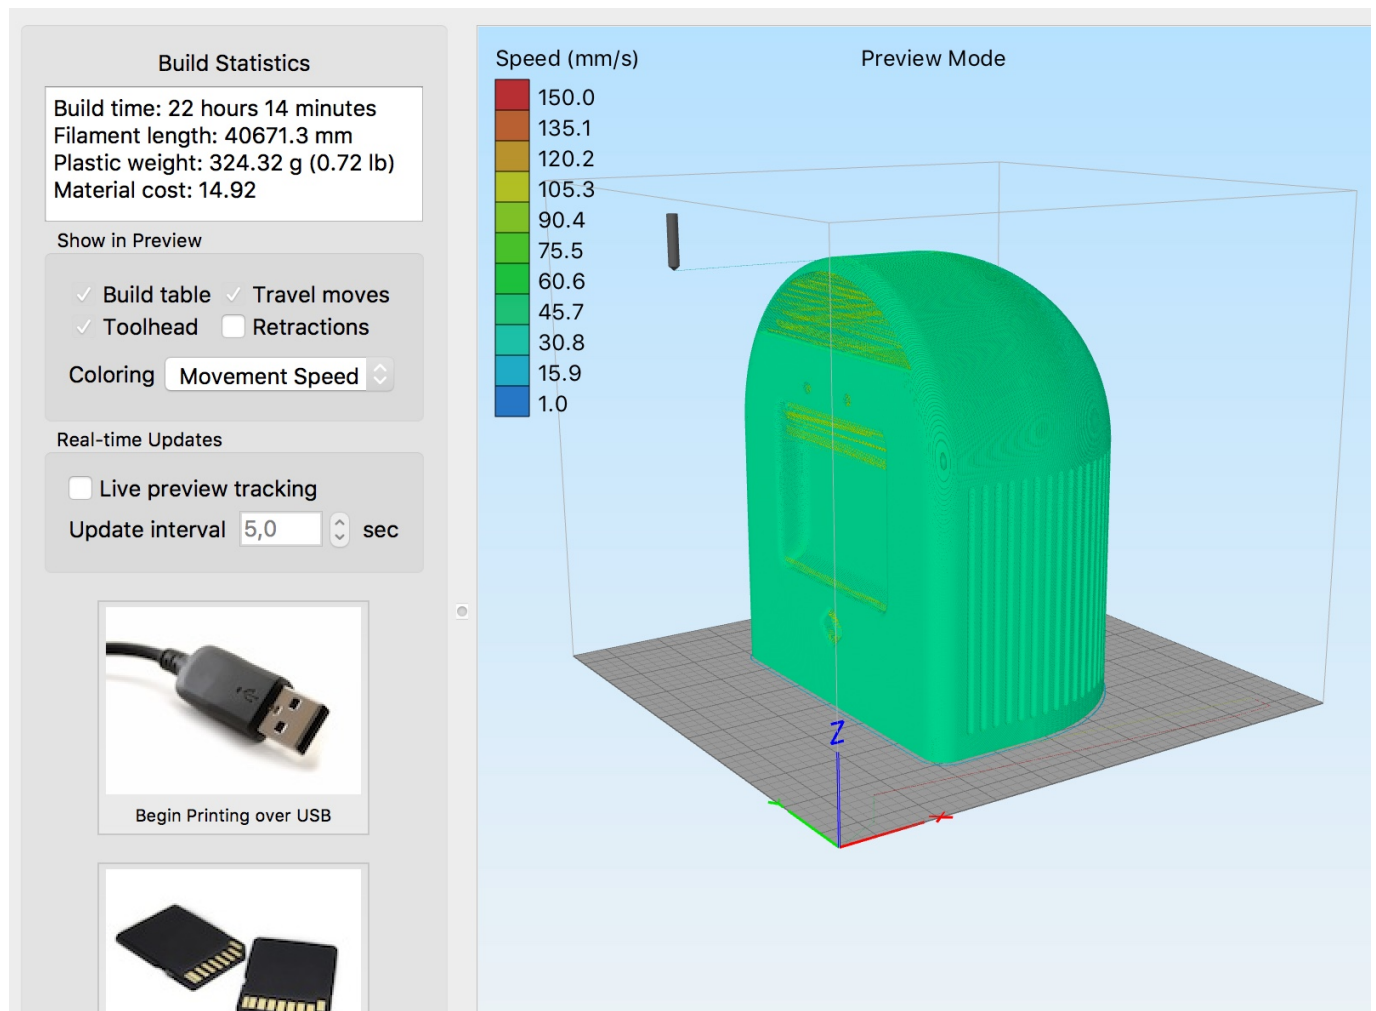 Build Statistics
Build time: 22 hours 14 minutes
Filament length: 40671.3 mm
Plastic weight: 324.32 g (0.72 lb)
Material cost: 14.92
Show in Preview
Build table
Travel moves
Toolhead
Retractions
Coloring
Movement Speed
Real-time Updates
Live preview tracking
Update interval 5,0 sec
Begin Printing over USB
Speed (mm/s)
150.0
135.1
120.2
105.3
90.4
75.5
60.6
45.7
30.8
15.9
1.0
Preview Mode
Z
X
Y